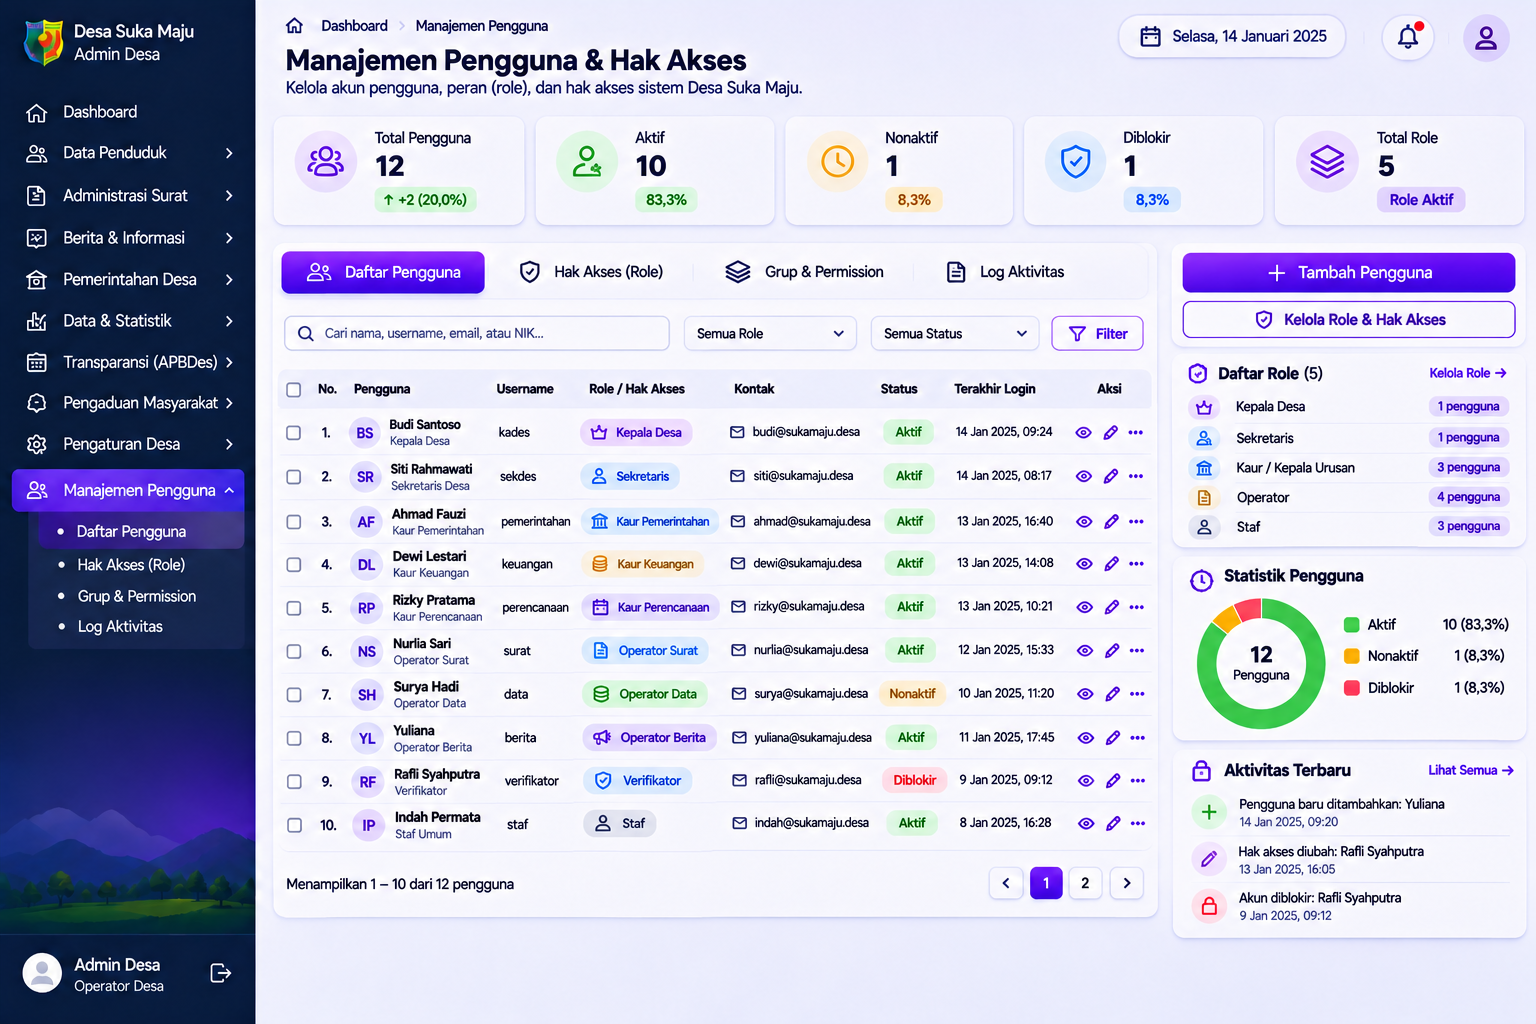 Desa Suka Maju
Admin Desa
Dashboard
Data Penduduk
Administrasi Surat
Berita & Informasi
Pemerintahan Desa
Data & Statistik
Transparansi (APBDes)
Pengaduan Masyarakat
Pengaturan Desa
Manajemen Pengguna
Daftar Pengguna
Hak Akses (Role)
Grup & Permission
Log Aktivitas
Admin Desa
Operator Desa
Dashboard > Manajemen Pengguna
Manajemen Pengguna & Hak Akses
Kelola akun pengguna, peran (role), dan hak akses sistem Desa Suka Maju.
Selasa, 14 Januari 2025
Total Pengguna
12
↑ +2 (20,0%)
Aktif
10
83,3%
Nonaktif
1
8,3%
Diblokir
1
8,3%
Total Role
5
Role Aktif
Daftar Pengguna Hak Akses (Role) Grup & Permission Log Aktivitas
Cari nama, username, email, atau NIK... Semua Role Semua Status Filter
No. Pengguna Username Role / Hak Akses Kontak Status Terakhir Login Aksi
1. BS Budi Santoso kades Kepala Desa budi@sukamaju.desa Aktif 14 Jan 2025, 09:24
Kepala Desa
2. SR Siti Rahmawati sekdes Sekretaris siti@sukamaju.desa Aktif 14 Jan 2025, 08:17
Sekretaris Desa
3. AF Ahmad Fauzi pemerintahan Kaur Pemerintahan ahmad@sukamaju.desa Aktif 13 Jan 2025, 16:40
Kaur Pemerintahan
4. DL Dewi Lestari keuangan Kaur Keuangan dewi@sukamaju.desa Aktif 13 Jan 2025, 14:08
Kaur Keuangan
5. RP Rizky Pratama perencanaan Kaur Perencanaan rizky@sukamaju.desa Aktif 13 Jan 2025, 10:21
Kaur Perencanaan
6. NS Nurlia Sari surat Operator Surat nurlia@sukamaju.desa Aktif 12 Jan 2025, 15:33
Operator Surat
7. SH Surya Hadi data Operator Data surya@sukamaju.desa Nonaktif 10 Jan 2025, 11:20
Operator Data
8. YL Yuliana berita Operator Berita yuliana@sukamaju.desa Aktif 11 Jan 2025, 17:45
Operator Berita
9. RF Rafli Syahputra verifikator Verifikator rafli@sukamaju.desa Diblokir 9 Jan 2025, 09:12
Verifikator
10. IP Indah Permata staf Staf indah@sukamaju.desa Aktif 8 Jan 2025, 16:28
Staf Umum
Menampilkan 1 – 10 dari 12 pengguna
1 2
+ Tambah Pengguna
Kelola Role & Hak Akses
Daftar Role (5) Kelola Role →
Kepala Desa 1 pengguna
Sekretaris 1 pengguna
Kaur / Kepala Urusan 3 pengguna
Operator 4 pengguna
Staf 3 pengguna
Statistik Pengguna
12
Pengguna
Aktif 10 (83,3%)
Nonaktif 1 (8,3%)
Diblokir 1 (8,3%)
Aktivitas Terbaru Lihat Semua →
Pengguna baru ditambahkan: Yuliana
14 Jan 2025, 09:20
Hak akses diubah: Rafli Syahputra
13 Jan 2025, 16:05
Akun diblokir: Rafli Syahputra
9 Jan 2025, 09:12